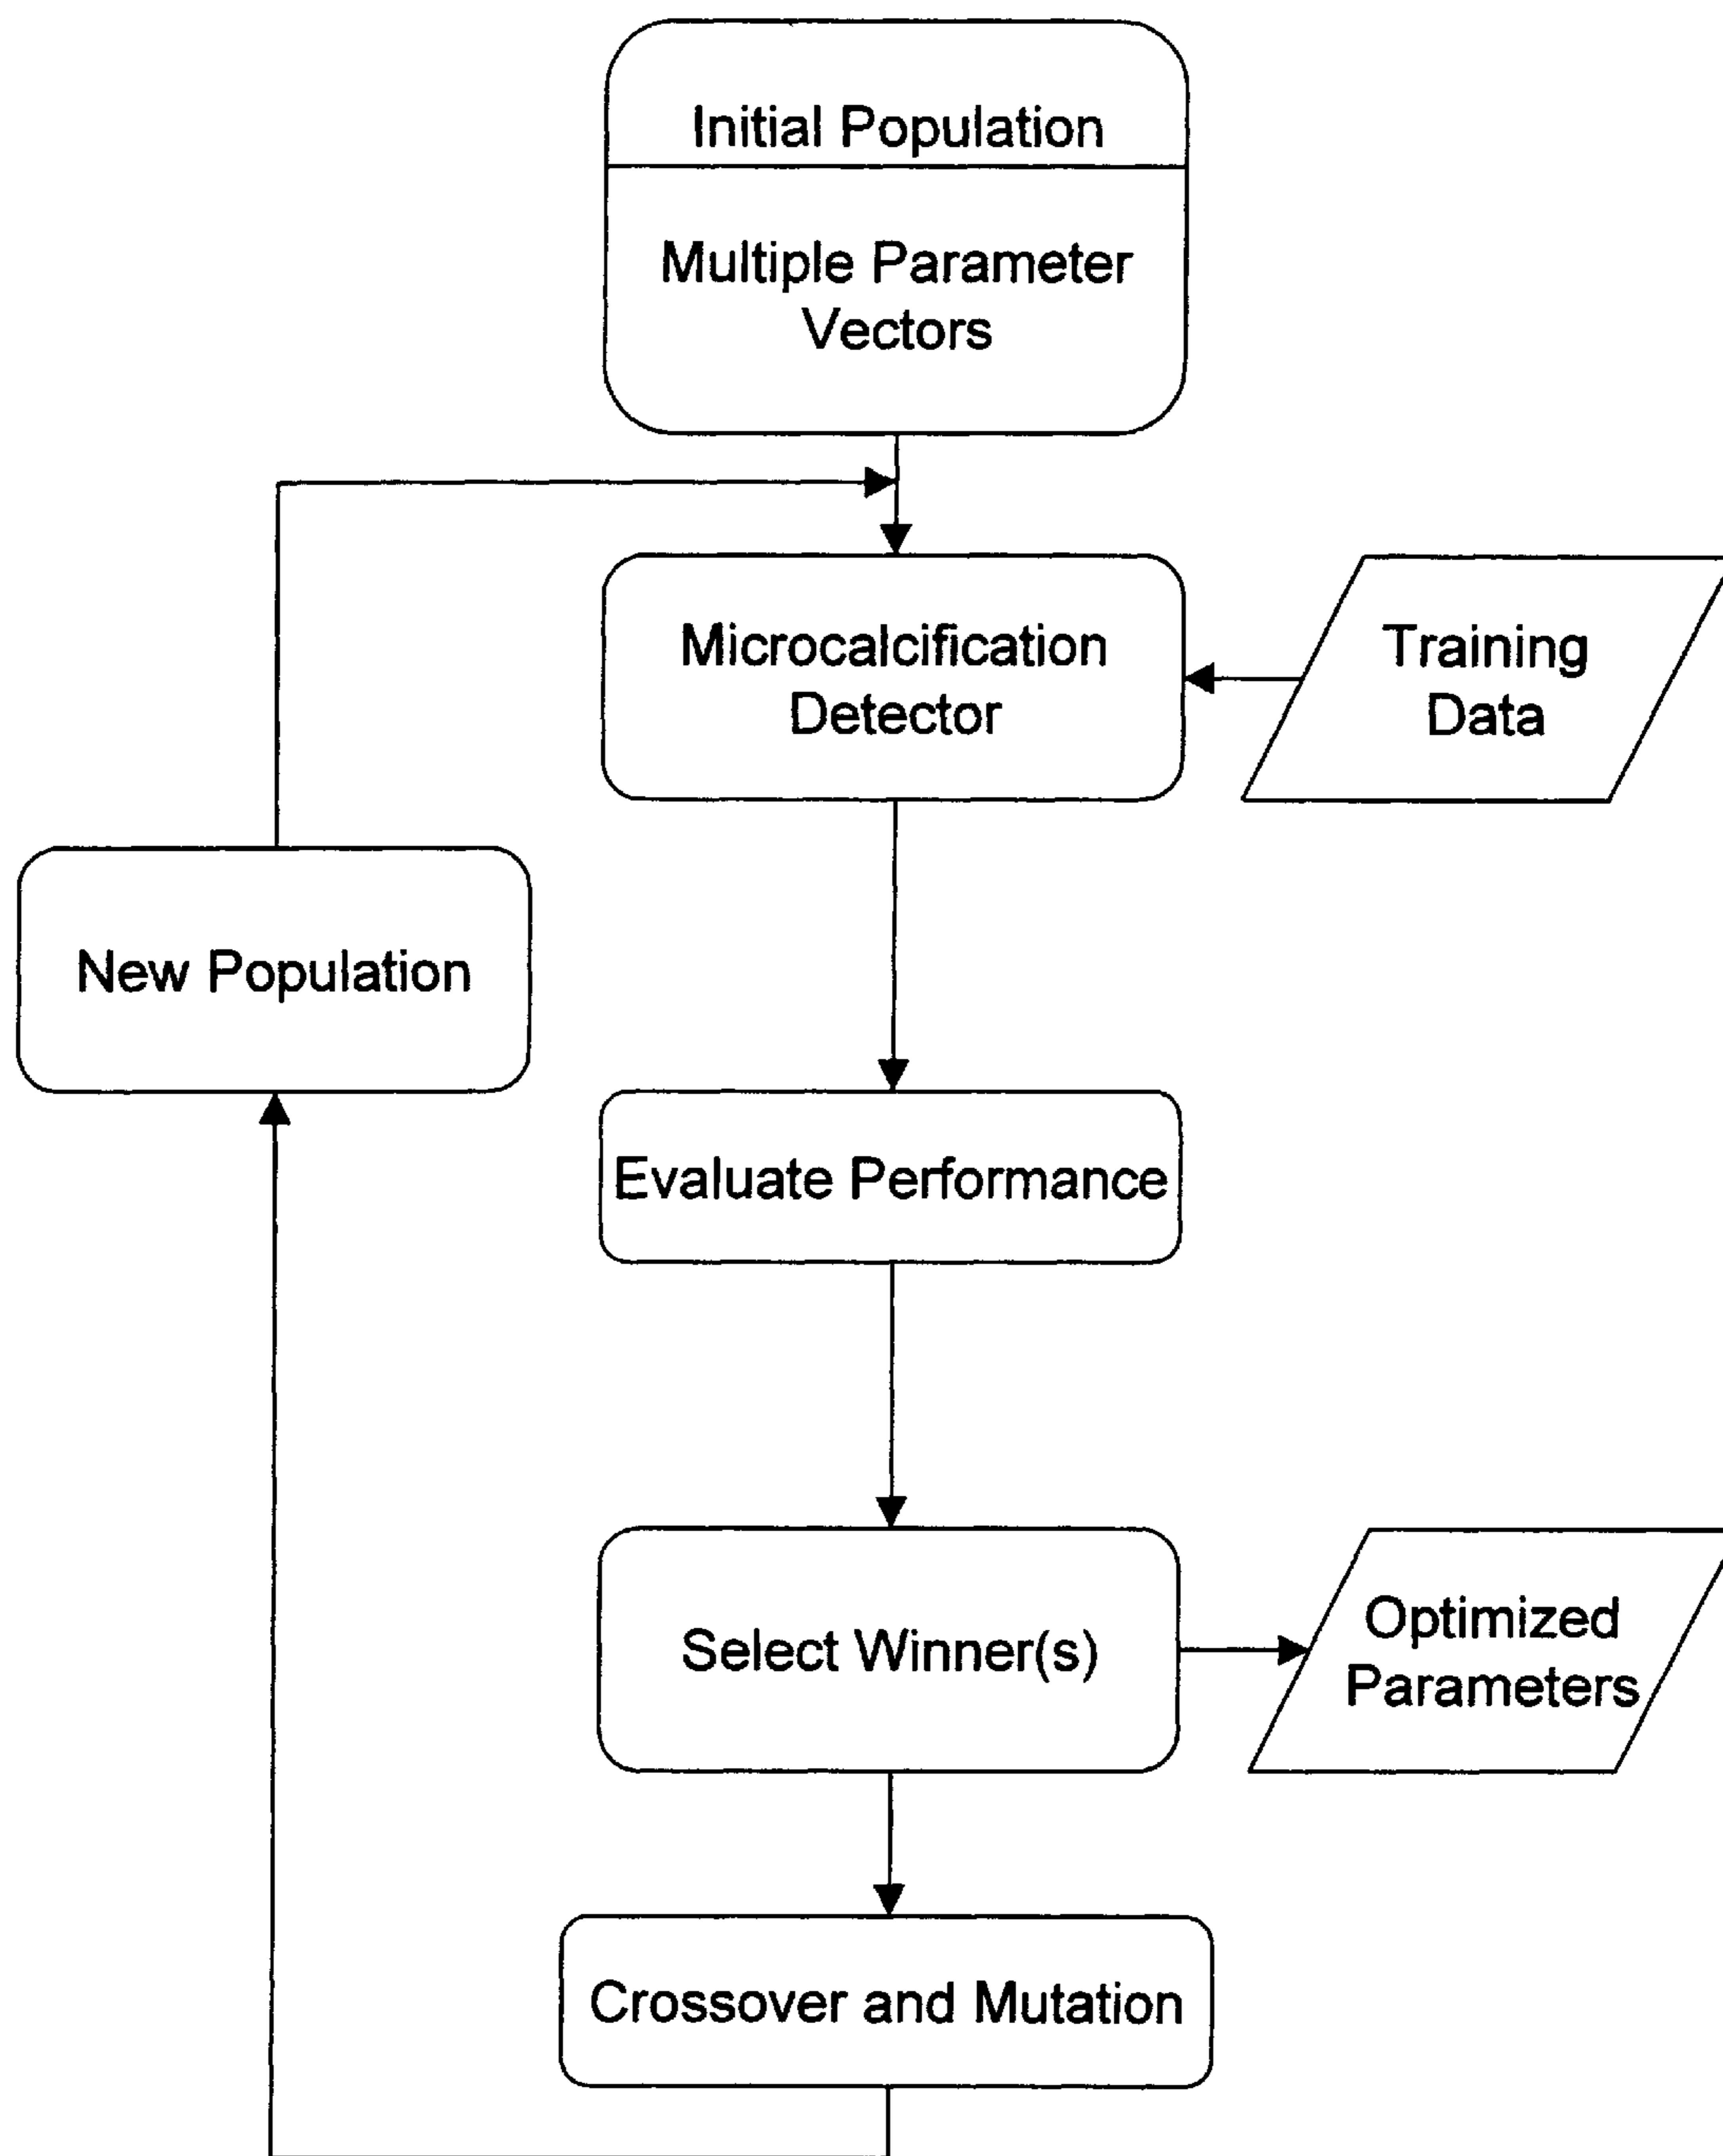 Initial Population
Multiple Parameter
Vectors
Microcalcification
Detector
Training
Data
New Population
Evaluate Performance
Select Winner(s)
Optimized
Parameters
Crossover and Mutation